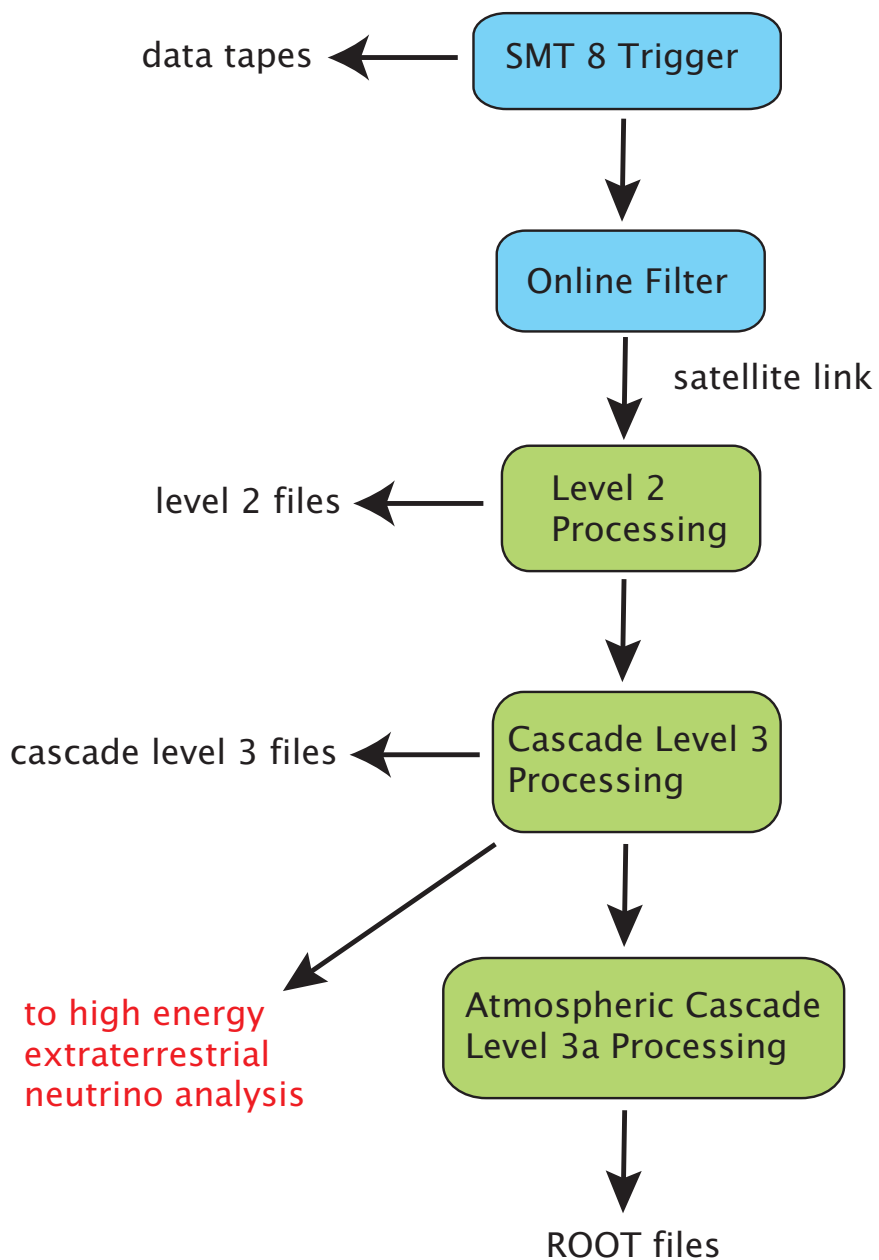 data tapes
SMT 8 Trigger
Online Filter
satellite link
level 2 files
Level 2
Processing
cascade level 3 files
Cascade Level 3
Processing
to high energy
extraterrestrial
neutrino analysis
Atmospheric Cascade
Level 3a Processing
ROOT files